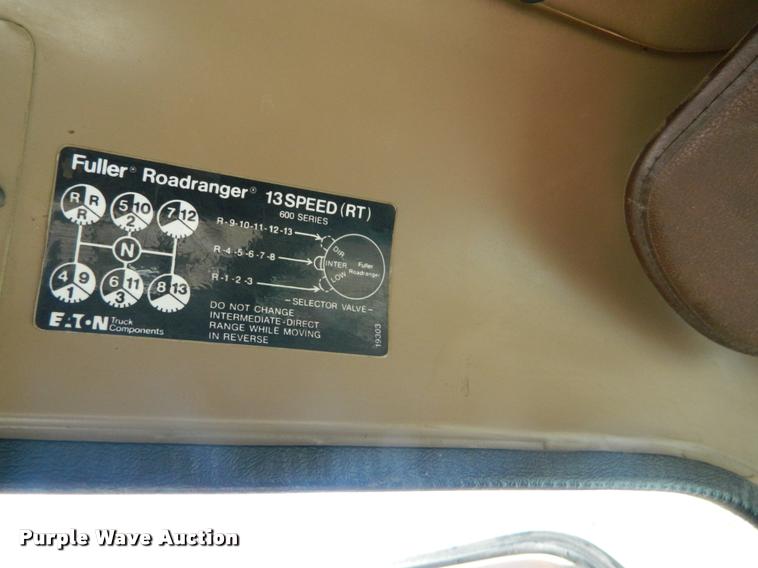 Fuller® Roadranger® 13 SPEED (RT)
600 SERIES
R R R
5 10 2
7 12
N
4 9 1
6 11 3
8 13
R-9-10-11-12-13
R-4-5-6-7-8
R-1-2-3
DIR
INTER
LOW
Fuller
Roadranger
-SELECTOR VALVE-
DO NOT CHANGE
INTERMEDIATE-DIRECT
RANGE WHILE MOVING
IN REVERSE
EATON Truck
Components
19303
Purple Wave Auction